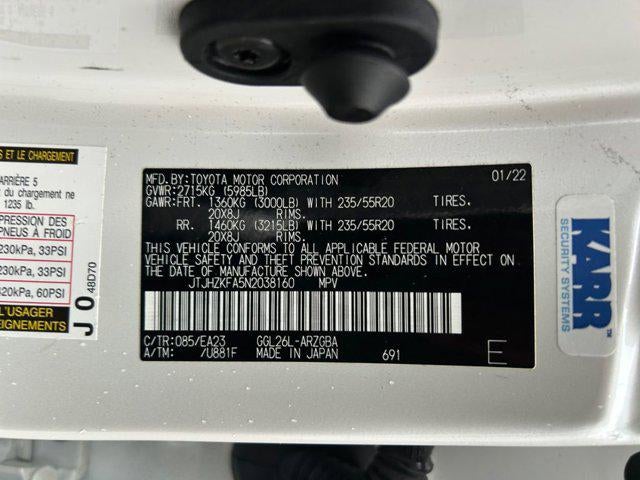 S ET LE CHARGEMENT
ARRIÈRE 5
du chargement ne
1235 lb.
PRESSION DES
PNEUS À FROID
230kPa, 33PSI
230kPa, 33PSI
420kPa, 60PSI
L'USAGER
SEIGNEMENTS
J 0 48D70
MFD.BY:TOYOTA MOTOR CORPORATION 01/22
GVWR:2715KG (5985LB)
GAWR:FRT. 1360KG (3000LB) WITH 235/55R20 TIRES.
20X8J RIMS.
RR. 1460KG (3215LB) WITH 235/55R20 TIRES.
20X8J RIMS.
THIS VEHICLE CONFORMS TO ALL APPLICABLE FEDERAL MOTOR
VEHICLE SAFETY AND THEFT PREVENTION STANDARDS IN EFFECT ON
THE DATE OF MANUFACTURE SHOWN ABOVE.
JTJHZKFA5N2038160 MPV
C/TR:085/EA23 GGL26L-ARZGBA
A/TM: /U881F MADE IN JAPAN 691
E
KARR™
SECURITY SYSTEMS